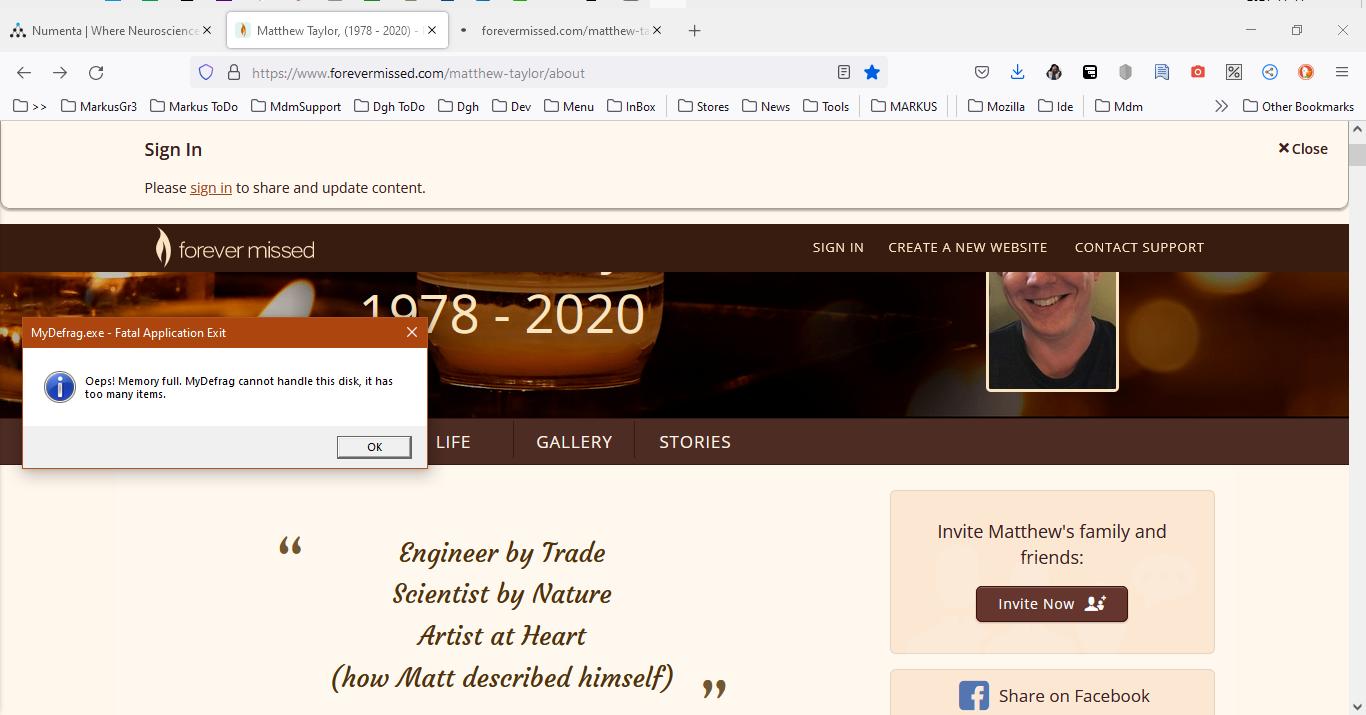 Numenta | Where Neuroscience
Matthew Taylor, (1978 - 2020) -
forevermissed.com/matthew-ta
https://www.forevermissed.com/matthew-taylor/about
>>
MarkusGr3
Markus ToDo
MdmSupport
Dgh ToDo
Dgh
Dev
Menu
InBox
Stores
News
Tools
MARKUS
Mozilla
Ide
Mdm
Other Bookmarks
Sign In
Close
Please sign in to share and update content.
forever missed
SIGN IN
CREATE A NEW WEBSITE
CONTACT SUPPORT
1978 - 2020
MyDefrag.exe - Fatal Application Exit
Oeps! Memory full. MyDefrag cannot handle this disk, it has
too many items.
OK
LIFE
GALLERY
STORIES
“ Engineer by Trade
Scientist by Nature
Artist at Heart
(how Matt described himself) ”
Invite Matthew's family and
friends:
Invite Now
Share on Facebook